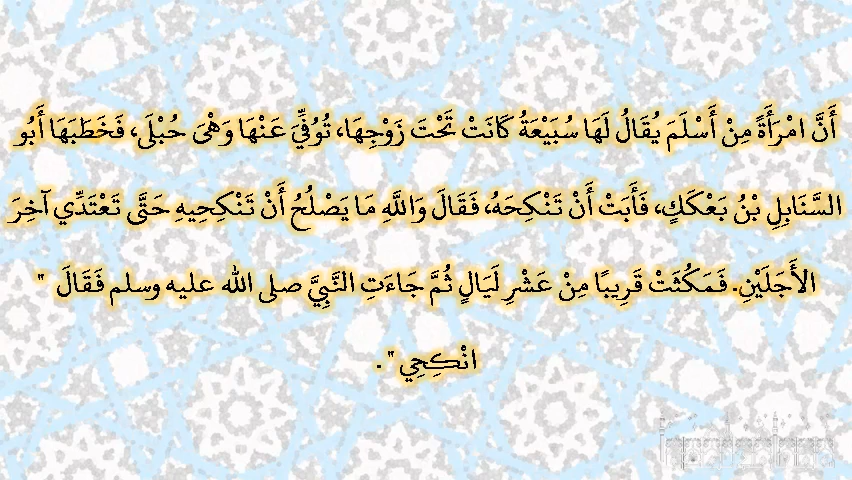 أَنَّ امْرَأَةً مِنْ أَسْلَمَ يُقَالُ لَهَا سُبَيْعَةُ كَانَتْ تَحْتَ زَوْجِهَا، تُوُفِّيَ عَنْهَا وَهْىَ حُبْلَى، فَخَطَبَهَا أَبُو
السَّنَابِلِ بْنُ بَعْكَكٍ، فَأَبَتْ أَنْ تَنْكِحَهُ، فَقَالَ وَاللَّهِ مَا يَصْلُحُ أَنْ تَنْكِحِيهِ حَتَّى تَعْتَدِّي آخِرَ
الأَجَلَيْنِ. فَمَكُثَتْ قَرِيبًا مِنْ عَشْرِ لَيَالٍ ثُمَّ جَاءَتِ النَّبِيَّ صلى الله عليه وسلم فَقَالَ ‏"‏
انْكِحِي ‏"‏‏.‏